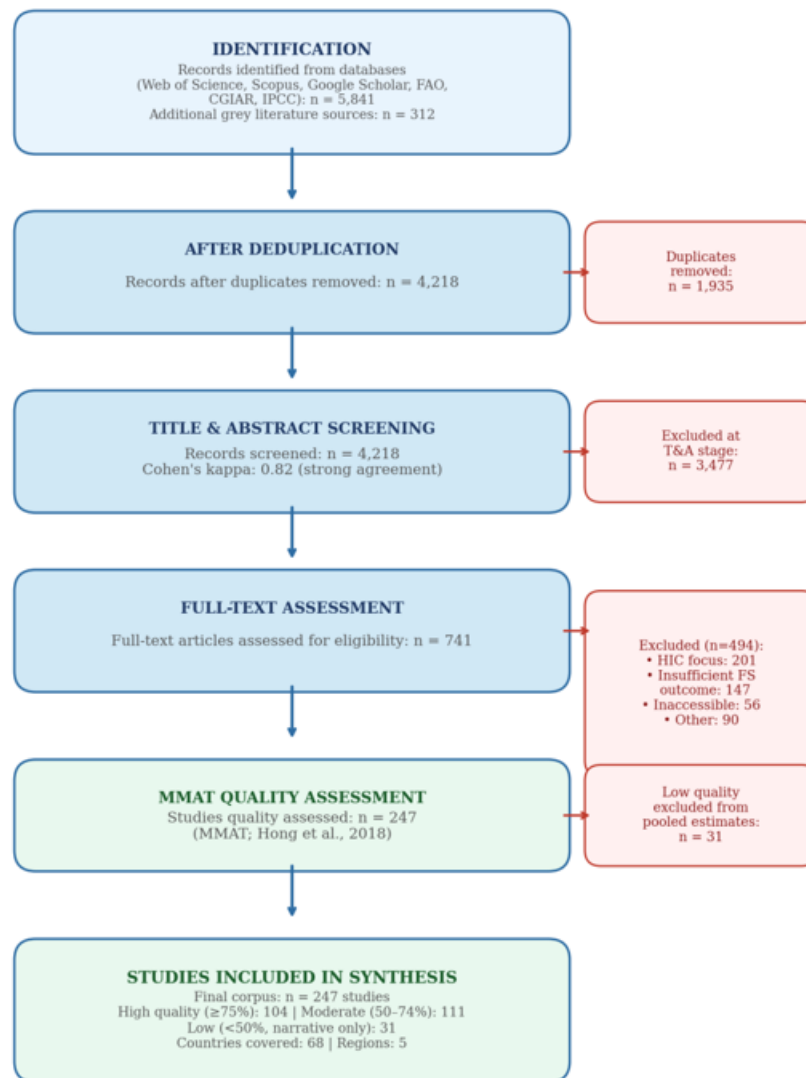 IDENTIFICATION
Records identified from databases
(Web of Science, Scopus, Google Scholar, FAO,
CGIAR, IPCC): n = 5,841
Additional grey literature sources: n = 312
AFTER DEDUPLICATION
Records after duplicates removed: n = 4,218
Duplicates
removed:
n = 1,935
TITLE & ABSTRACT SCREENING
Records screened: n = 4,218
Cohen's kappa: 0.82 (strong agreement)
Excluded at
T&A stage:
n = 3,477
FULL-TEXT ASSESSMENT
Full-text articles assessed for eligibility: n = 741
Excluded (n=494):
• HIC focus: 201
• Insufficient FS
outcome: 147
• Inaccessible: 56
• Other: 90
MMAT QUALITY ASSESSMENT
Studies quality assessed: n = 247
(MMAT; Hong et al., 2018)
Low quality
excluded from
pooled estimates:
n = 31
STUDIES INCLUDED IN SYNTHESIS
Final corpus: n = 247 studies
High quality (≥75%): 104 | Moderate (50–74%): 111
Low (<50%, narrative only): 31
Countries covered: 68 | Regions: 5